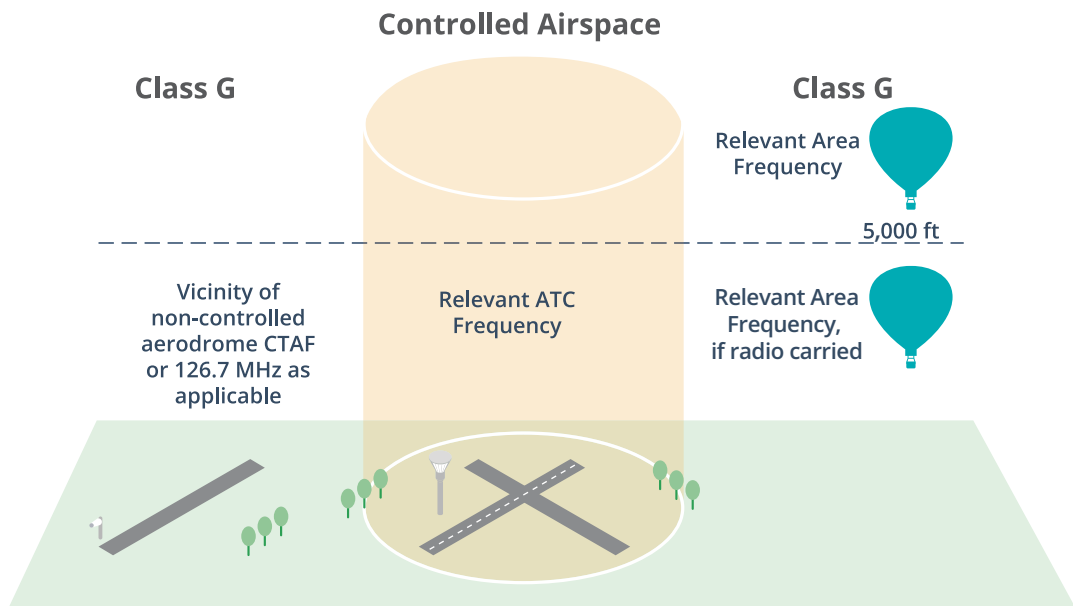 Controlled Airspace
Class G
Class G
Relevant Area
Frequency
5,000 ft
Vicinity of
non-controlled
aerodrome CTAF
or 126.7 MHz as
applicable
Relevant ATC
Frequency
Relevant Area
Frequency,
if radio carried